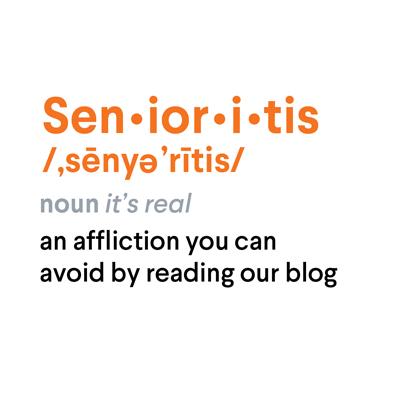 Sen•ior•i•tis
/ˌsēnyəˈrītis/
noun it's real
an affliction you can
avoid by reading our blog